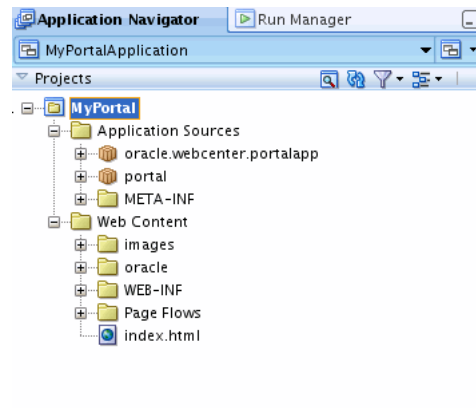 Application Navigator
Run Manager
MyPortalApplication
Projects
MyPortal
Application Sources
oracle.webcenter.portalapp
portal
META-INF
Web Content
images
oracle
WEB-INF
Page Flows
index.html